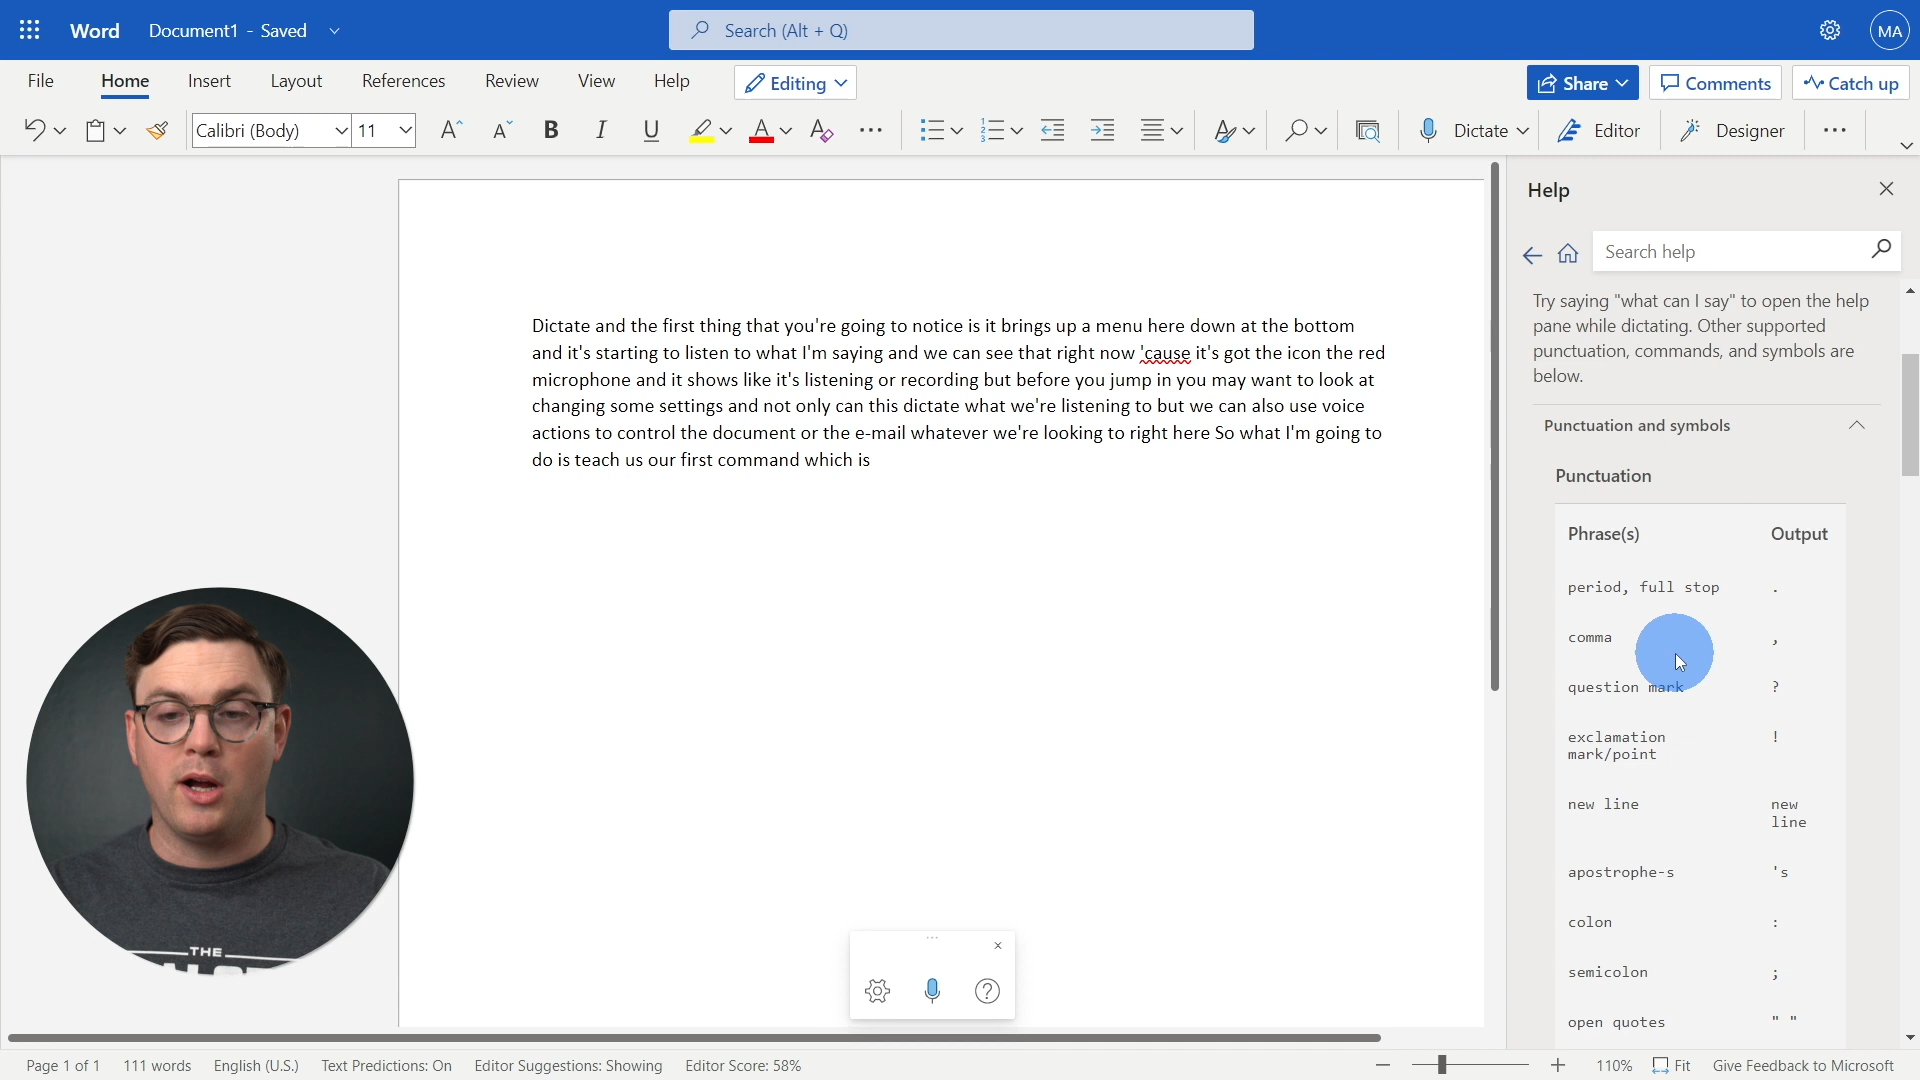 Word Document1 - Saved
Search (Alt + Q)
MA
File Home Insert Layout References Review View Help Editing
Share Comments Catch up
Calibri (Body) 11
Dictate Editor Designer
Dictate and the first thing that you're going to notice is it brings up a menu here down at the bottom
and it's starting to listen to what I'm saying and we can see that right now 'cause it's got the icon the red
microphone and it shows like it's listening or recording but before you jump in you may want to look at
changing some settings and not only can this dictate what we're listening to but we can also use voice
actions to control the document or the e-mail whatever we're looking to right here So what I'm going to
do is teach us our first command which is
Help
Search help
Try saying "what can I say" to open the help
pane while dictating. Other supported
punctuation, commands, and symbols are
below.
Punctuation and symbols
Punctuation
Phrase(s) Output
period, full stop .
comma ,
question mark ?
exclamation !
mark/point
new line new
line
apostrophe-s 's
colon :
semicolon ;
open quotes " "
THE
Page 1 of 1 111 words English (U.S.) Text Predictions: On Editor Suggestions: Showing Editor Score: 58%
110% Fit Give Feedback to Microsoft